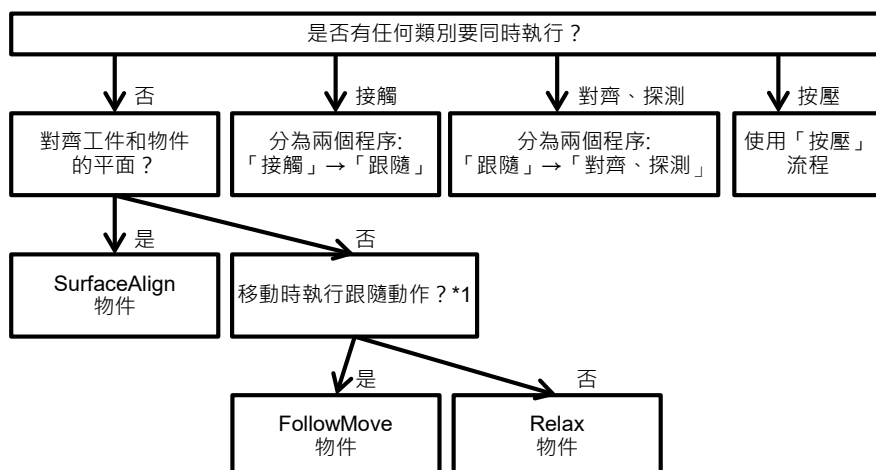 是否有任何類別要同時執行？
否
接觸
對齊、探測
按壓
對齊工件和物件
的平面？
分為兩個程序:
「接觸」→「跟隨」
分為兩個程序:
「跟隨」→「對齊、探測」
使用「按壓」
流程
是
否
SurfaceAlign
物件
移動時執行跟隨動作？*1
是
否
FollowMove
物件
Relax
物件